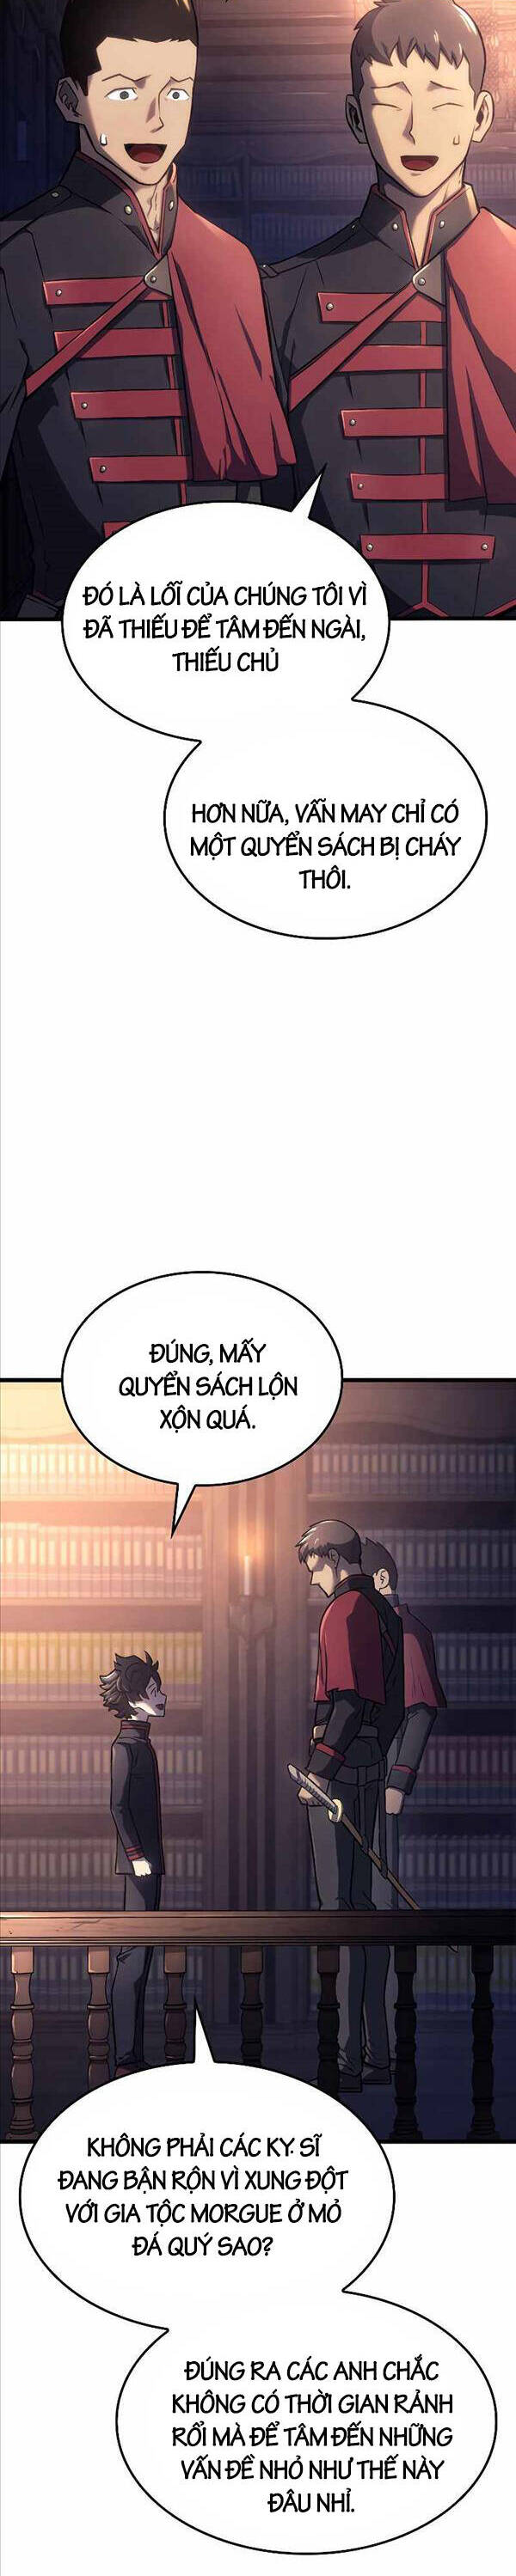 ĐÓ LÀ LỖI CỦA CHÚNG TÔI VÌ
ĐÃ THIẾU ĐỂ TÂM ĐẾN NGÀI,
THIẾU CHỦ
HƠN NỮA, VẪN MAY CHỈ CÓ
MỘT QUYỂN SÁCH BỊ CHÁY
THÔI.
ĐÚNG, MẤY
QUYỂN SÁCH LỘN
XỘN QUÁ.
KHÔNG PHẢI CÁC KỴ SĨ
ĐANG BẬN RỘN VÌ XUNG ĐỘT
VỚI GIA TỘC MORGUE Ở MỎ
ĐÁ QUÝ SAO?
ĐÚNG RA CÁC ANH CHẮC
KHÔNG CÓ THỜI GIAN RẢNH
RỖI MÀ ĐỂ TÂM ĐẾN NHỮNG
VẤN ĐỀ NHỎ NHƯ THẾ NÀY
ĐÂU NHỈ.